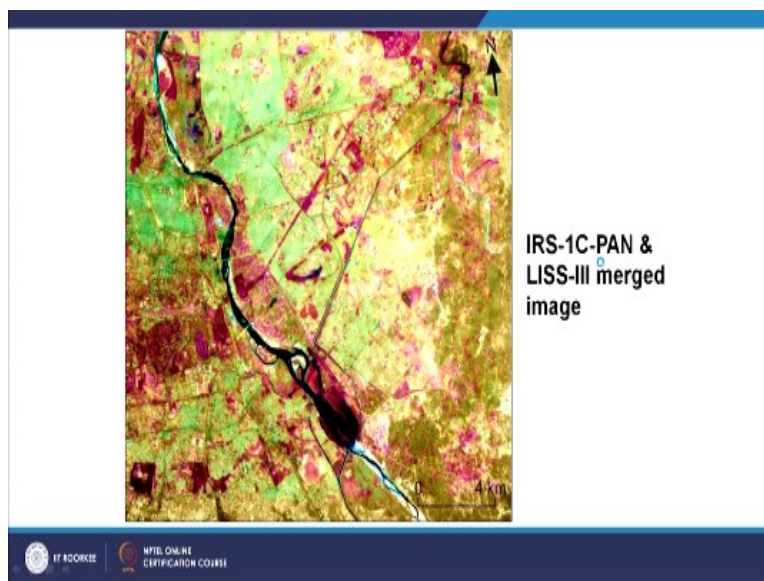 N
IRS-1C-PAN &
LISS-III merged
image
0 4 km
IIT ROORKEE
NPTEL ONLINE
CERTIFICATION COURSE